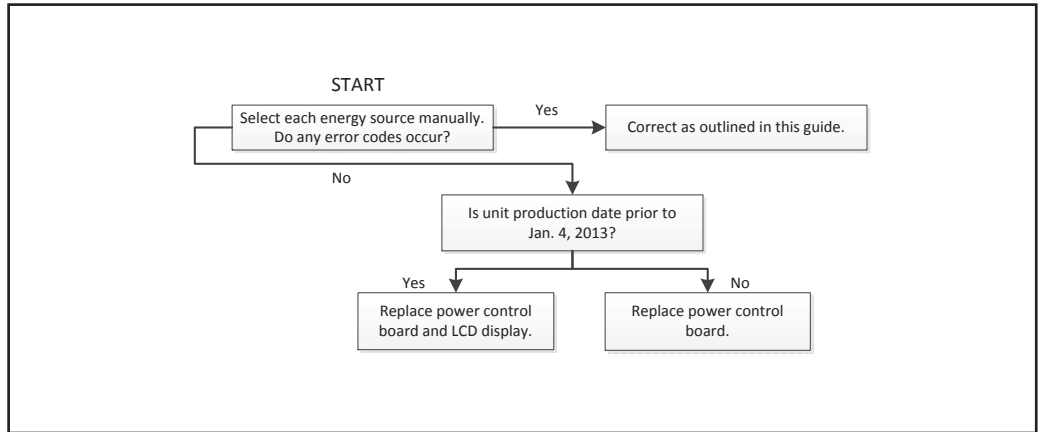 START
Select each energy source manually.
Do any error codes occur?
Yes
Correct as outlined in this guide.
No
Is unit production date prior to
Jan. 4, 2013?
Yes
No
Replace power control
board and LCD display.
Replace power control
board.